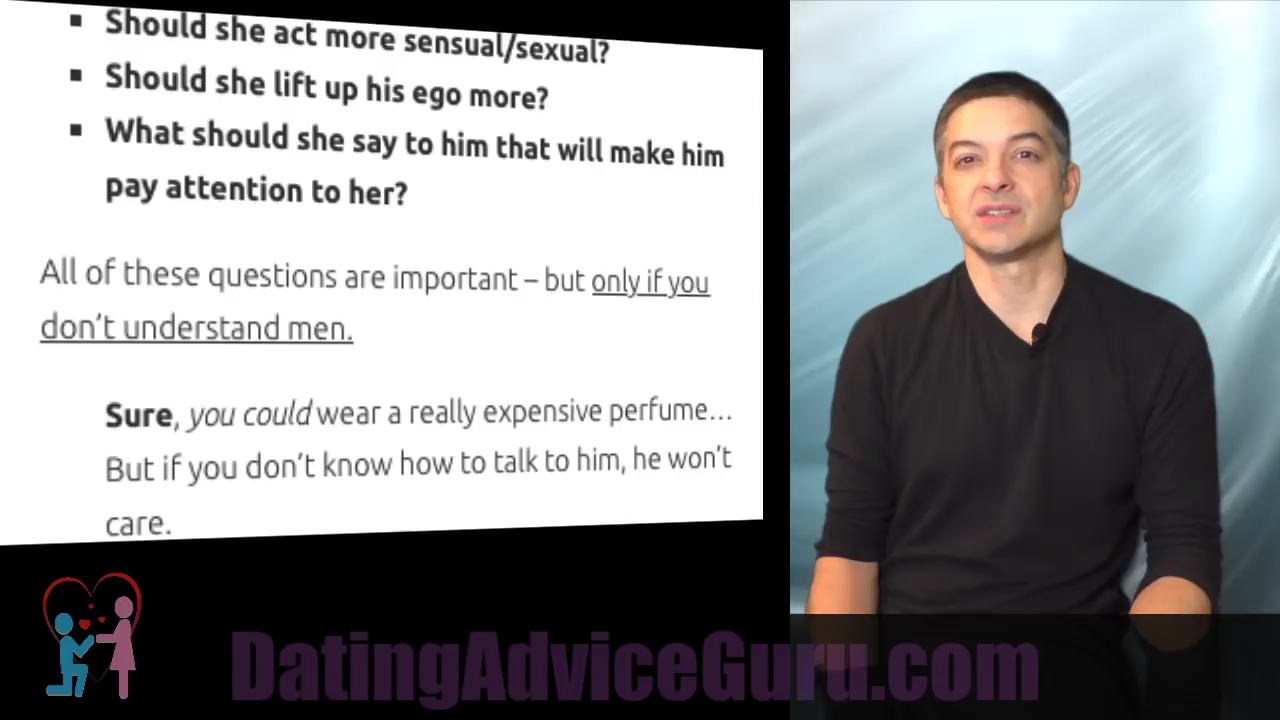 ▪ Should she act more sensual/sexual?
▪ Should she lift up his ego more?
▪ What should she say to him that will make him
pay attention to her?
All of these questions are important – but only if you
don't understand men.
Sure, you could wear a really expensive perfume...
But if you don't know how to talk to him, he won't
care.
DatingAdviceGuru.com